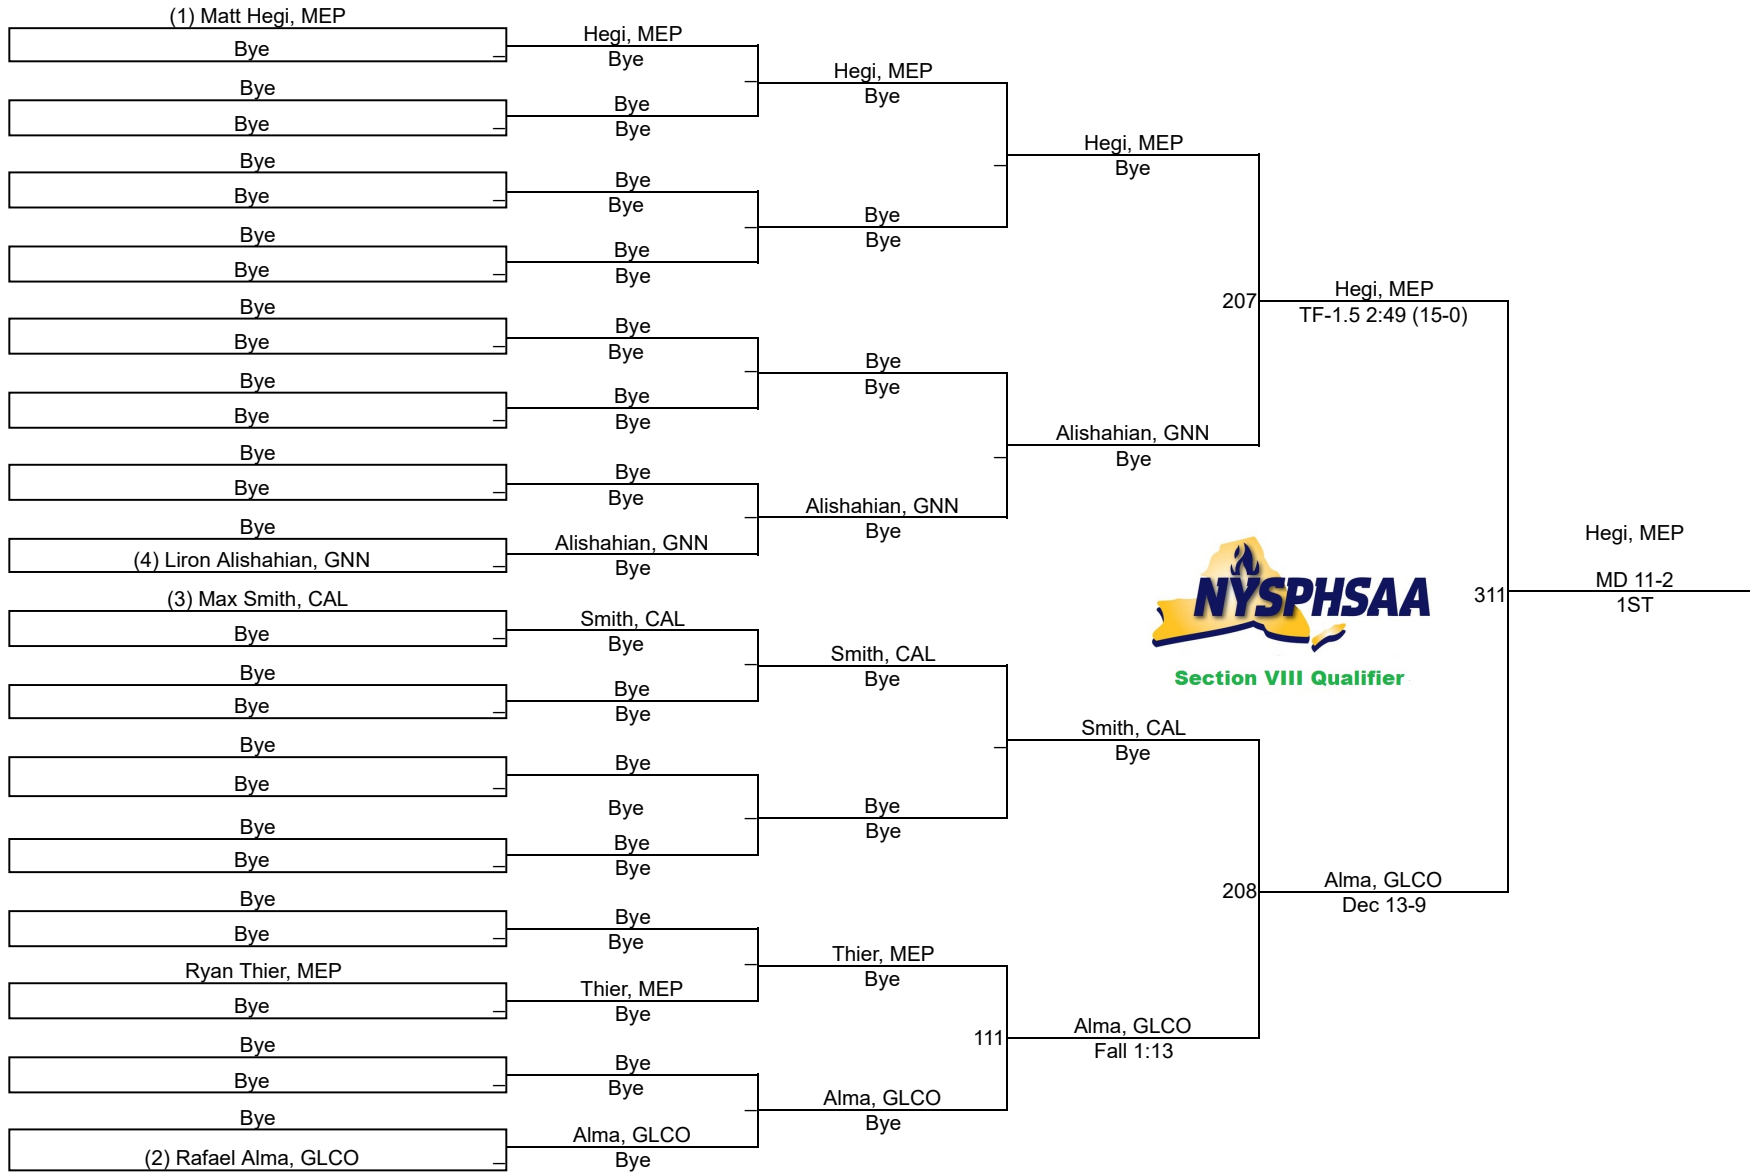 (1) Matt Hegi, MEP
Bye
Bye
Bye
Bye
Bye
Bye
Bye
Bye
Bye
Bye
Bye
Bye
Bye
Bye
(4) Liron Alishahian, GNN
(3) Max Smith, CAL
Bye
Bye
Bye
Bye
Bye
Bye
Bye
Bye
Bye
Ryan Thier, MEP
Bye
Bye
Bye
Bye
(2) Rafael Alma, GLCO
Hegi, MEP
Bye
Bye
Bye
Bye
Bye
Bye
Bye
Bye
Bye
Bye
Bye
Bye
Bye
Alishahian, GNN
Bye
Smith, CAL
Bye
Bye
Bye
Bye
Bye
Bye
Bye
Bye
Bye
Thier, MEP
Bye
Bye
Bye
Alma, GLCO
Bye
Hegi, MEP
Bye
Bye
Bye
Bye
Bye
Alishahian, GNN
Bye
Smith, CAL
Bye
Bye
Bye
Thier, MEP
Bye
Alma, GLCO
Bye
Hegi, MEP
Bye
Alishahian, GNN
Bye
Smith, CAL
Bye
111
Alma, GLCO
Fall 1:13
207
Hegi, MEP
TF-1.5 2:49 (15-0)
NYSPHSAA
Section VIII Qualifier
208
Alma, GLCO
Dec 13-9
Hegi, MEP
311
MD 11-2
1ST